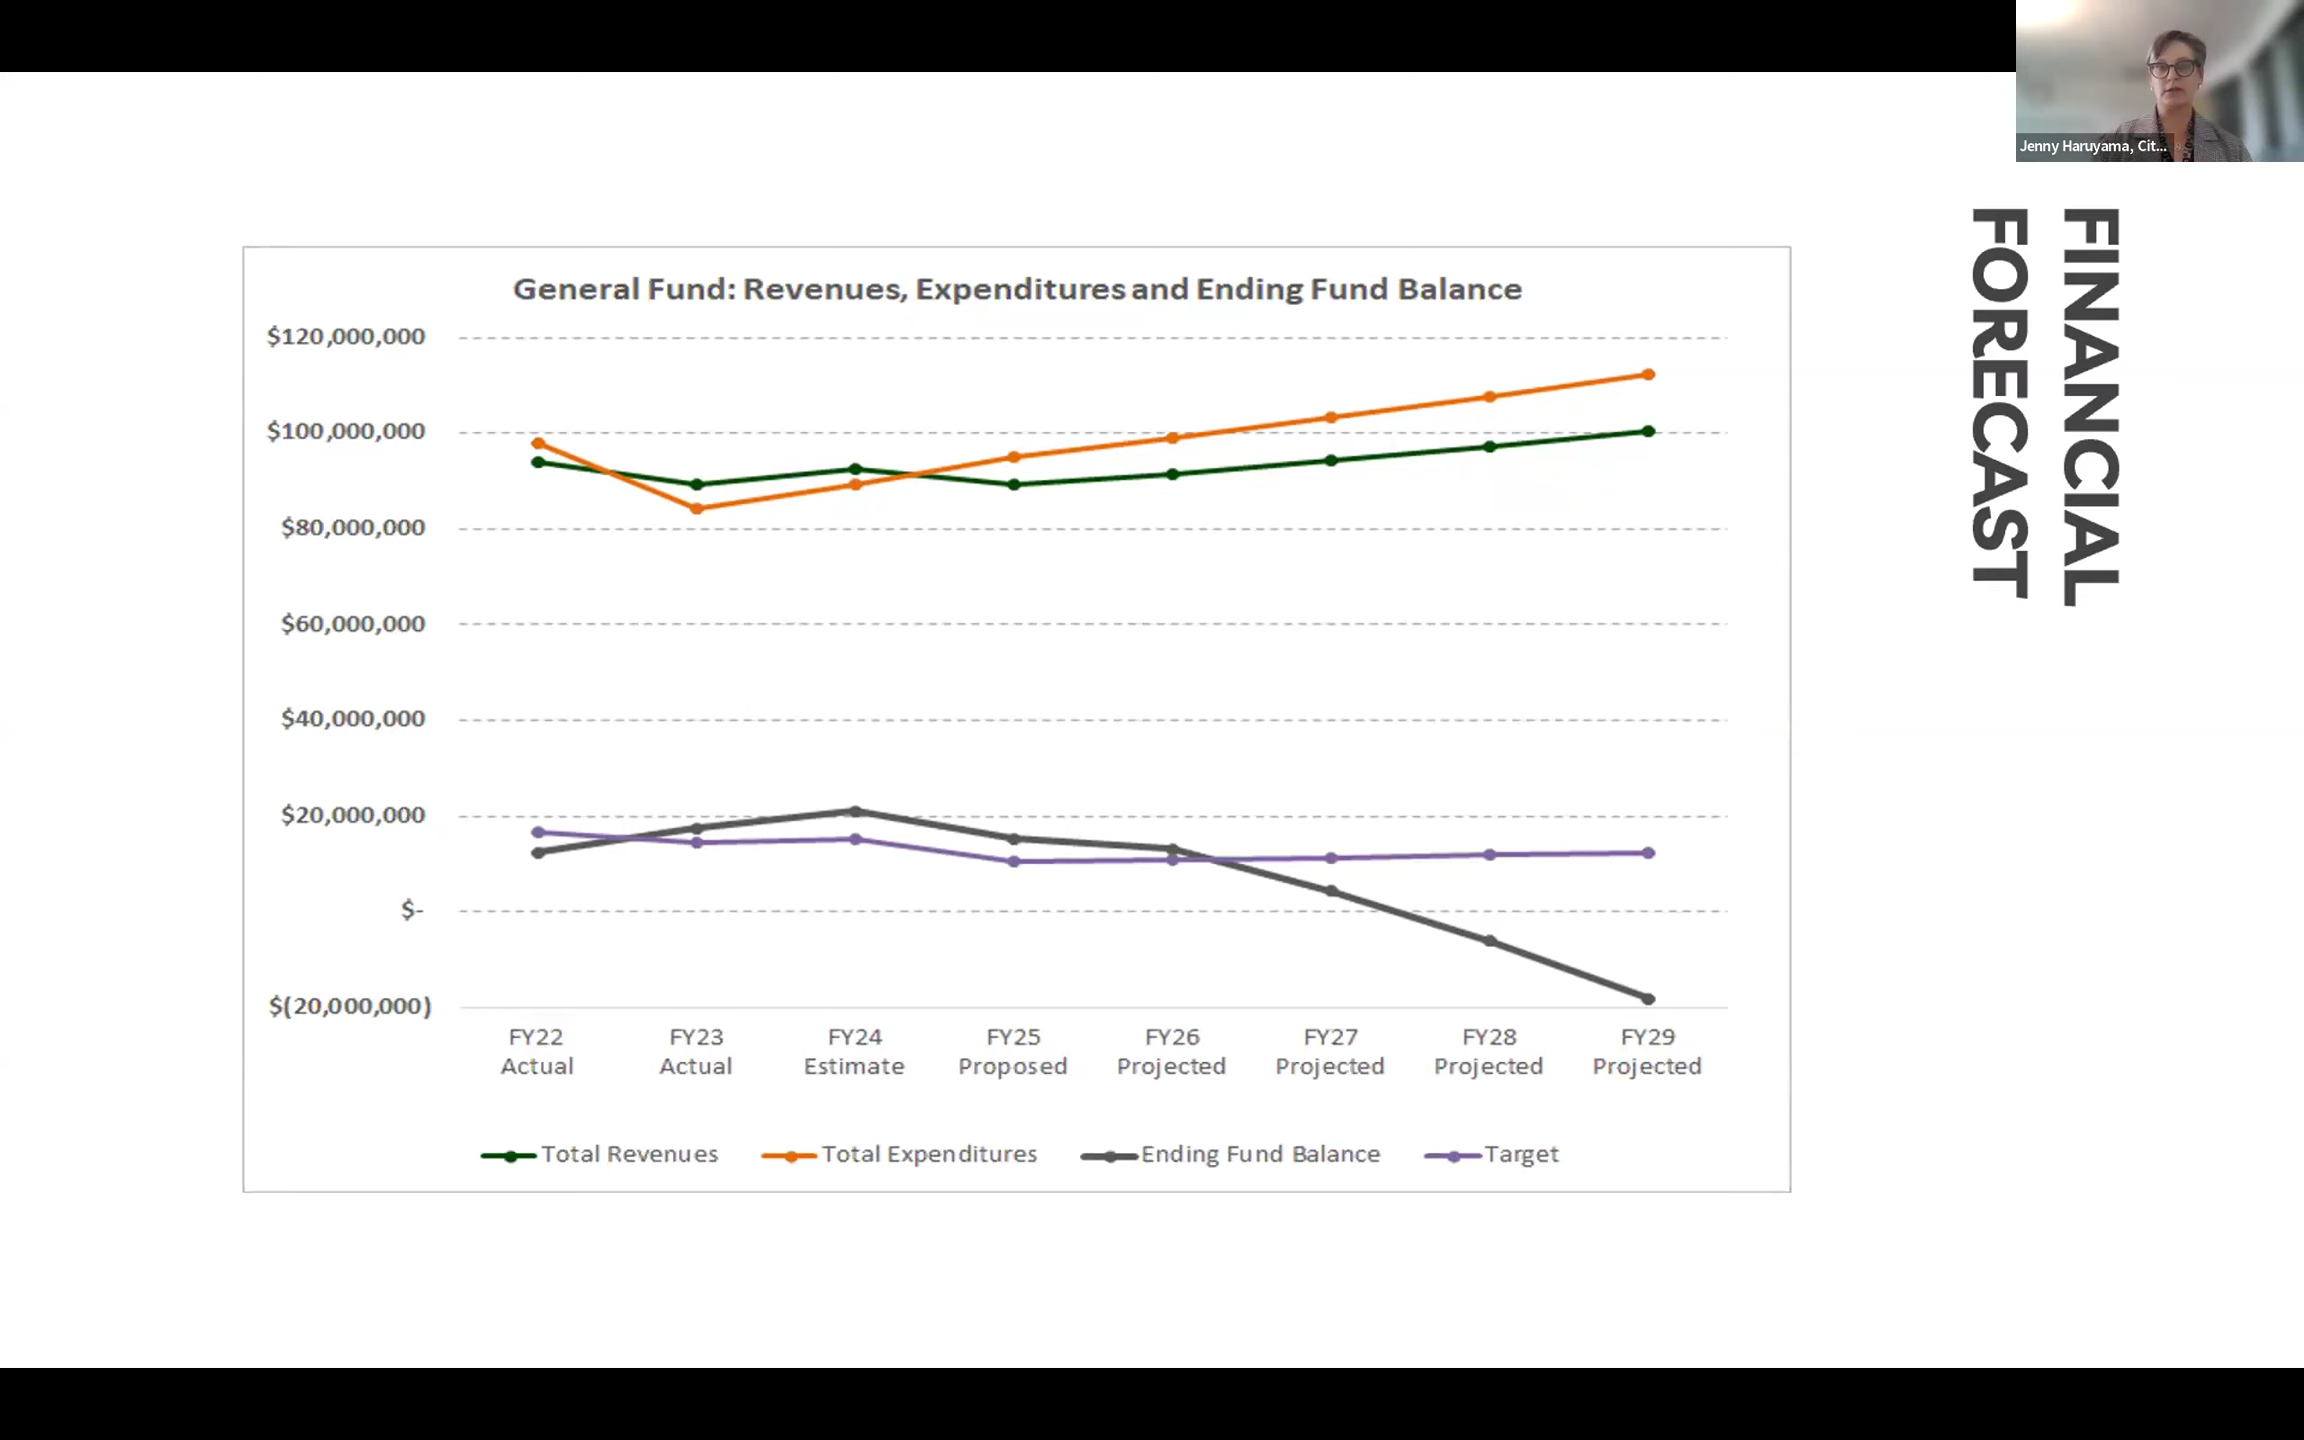 Jenny Haruyama, Cit...
FINANCIAL
FORECAST
General Fund: Revenues, Expenditures and Ending Fund Balance
$120,000,000
$100,000,000
$80,000,000
$60,000,000
$40,000,000
$20,000,000
$-
$(20,000,000)
FY22 FY23 FY24 FY25 FY26 FY27 FY28 FY29
Actual Actual Estimate Proposed Projected Projected Projected Projected
Total Revenues Total Expenditures Ending Fund Balance Target